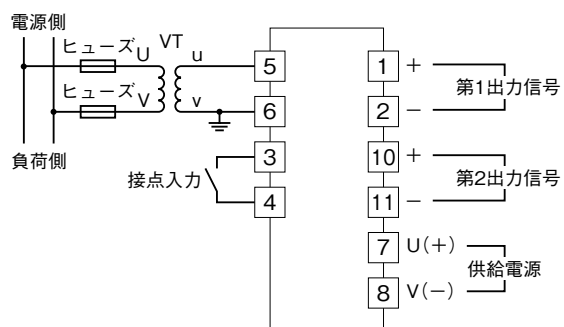 電源側
ヒューズ U VT u
5
1 +
第1出力信号
ヒューズ V v
6
2 −
負荷側
3
10 +
接点入力
第2出力信号
4
11 −
7 U(+)
供給電源
8 V(−)